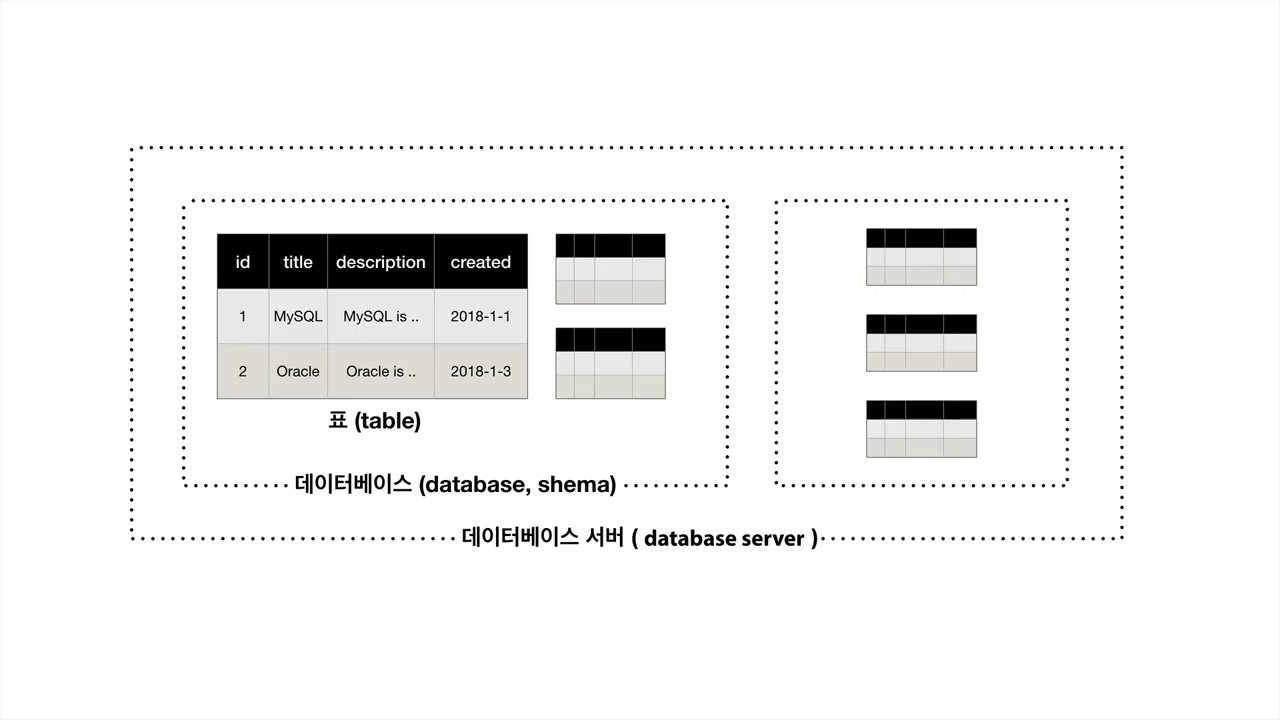 id title description created
1 MySQL MySQL is .. 2018-1-1
2 Oracle Oracle is .. 2018-1-3
표 (table)
데이터베이스 (database, shema)
데이터베이스 서버 ( database server )